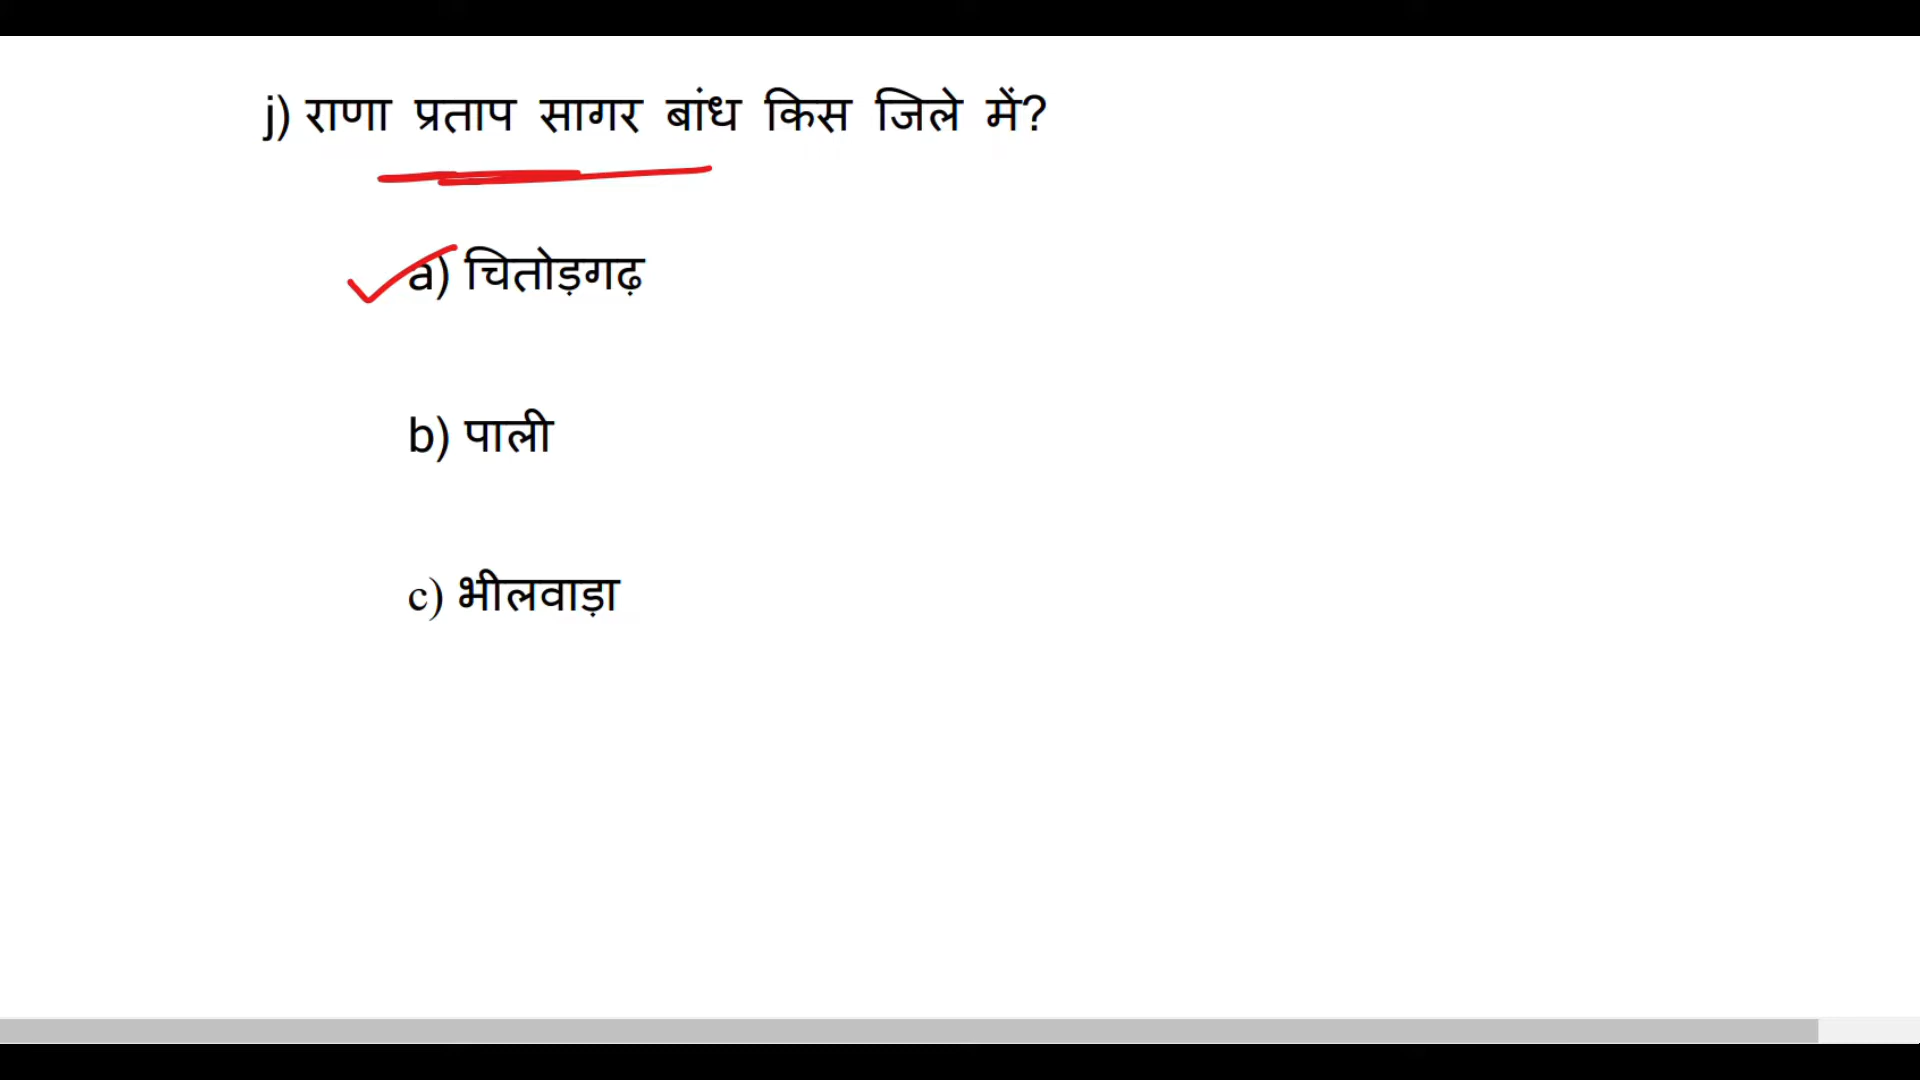 j) राणा प्रताप सागर बांध किस जिले में?
a) चितोड़गढ़
b) पाली
c) भीलवाड़ा